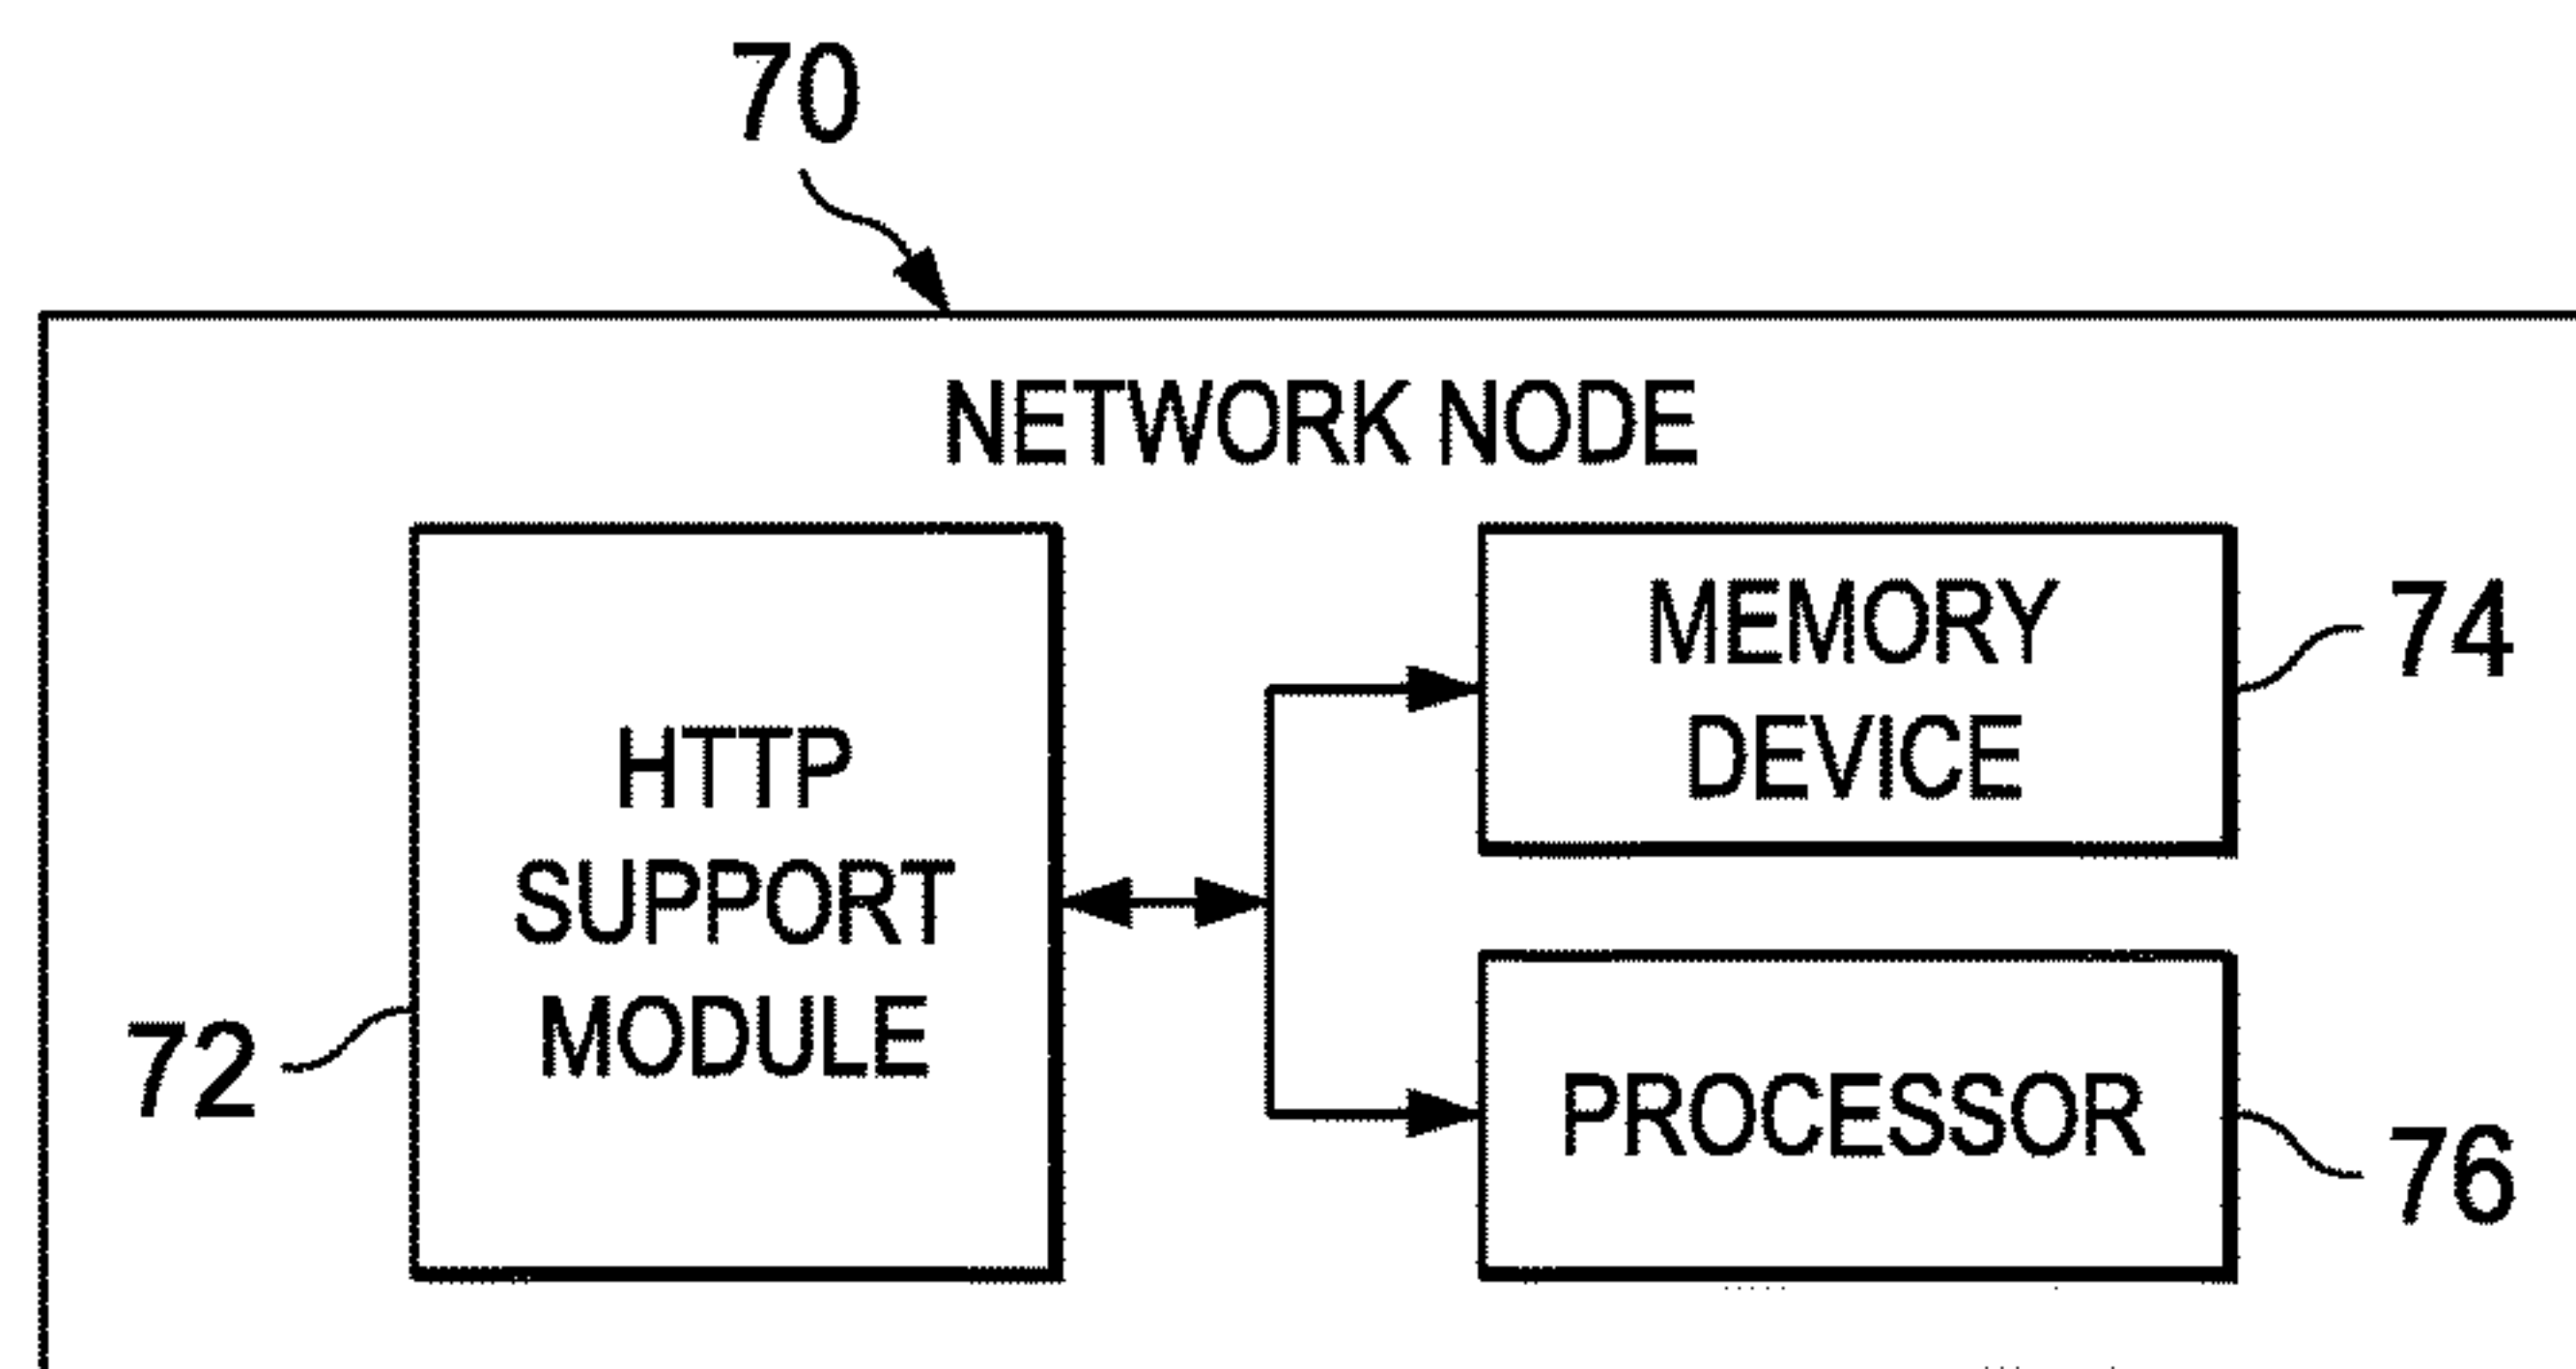 70
NETWORK NODE
HTTP
SUPPORT
MODULE
72
MEMORY
DEVICE
74
PROCESSOR
76